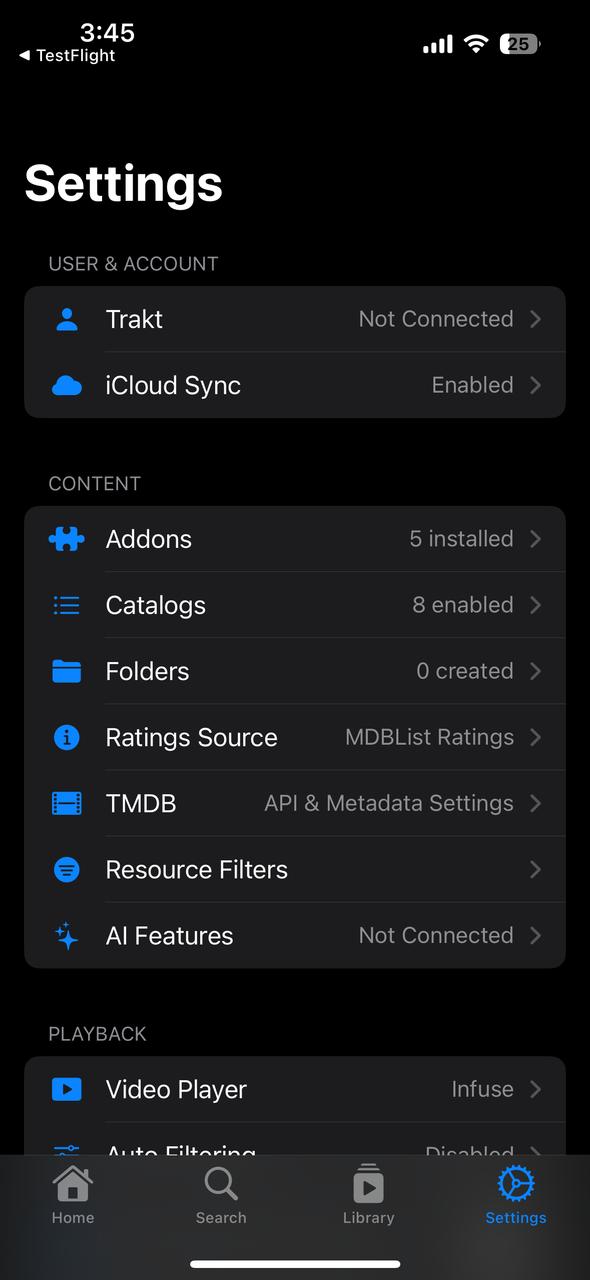 3:45
25
◀ TestFlight
Settings
USER & ACCOUNT
Trakt Not Connected
iCloud Sync Enabled
CONTENT
Addons 5 installed
Catalogs 8 enabled
Folders 0 created
Ratings Source MDBList Ratings
TMDB API & Metadata Settings
Resource Filters
AI Features Not Connected
PLAYBACK
Video Player Infuse
Auto Filtering Disabled
Home Search Library Settings